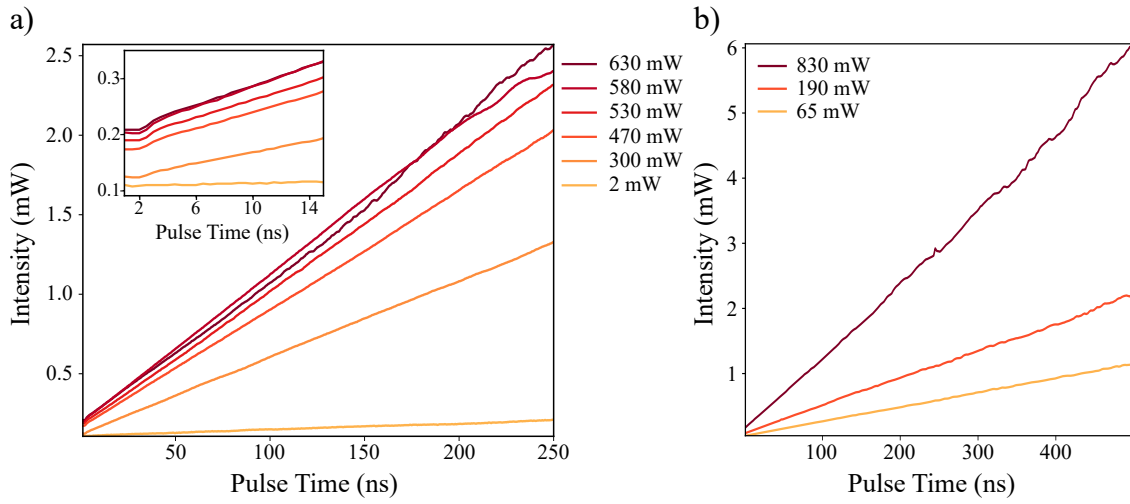 a)
Intensity (mW)
2.5
2.0
1.5
1.0
0.5
50
100
150
200
250
Pulse Time (ns)
0.3
0.2
0.1
2
6
10
14
Pulse Time (ns)
630 mW
580 mW
530 mW
470 mW
300 mW
2 mW
b)
Intensity (mW)
6
5
4
3
2
1
100
200
300
400
Pulse Time (ns)
830 mW
190 mW
65 mW